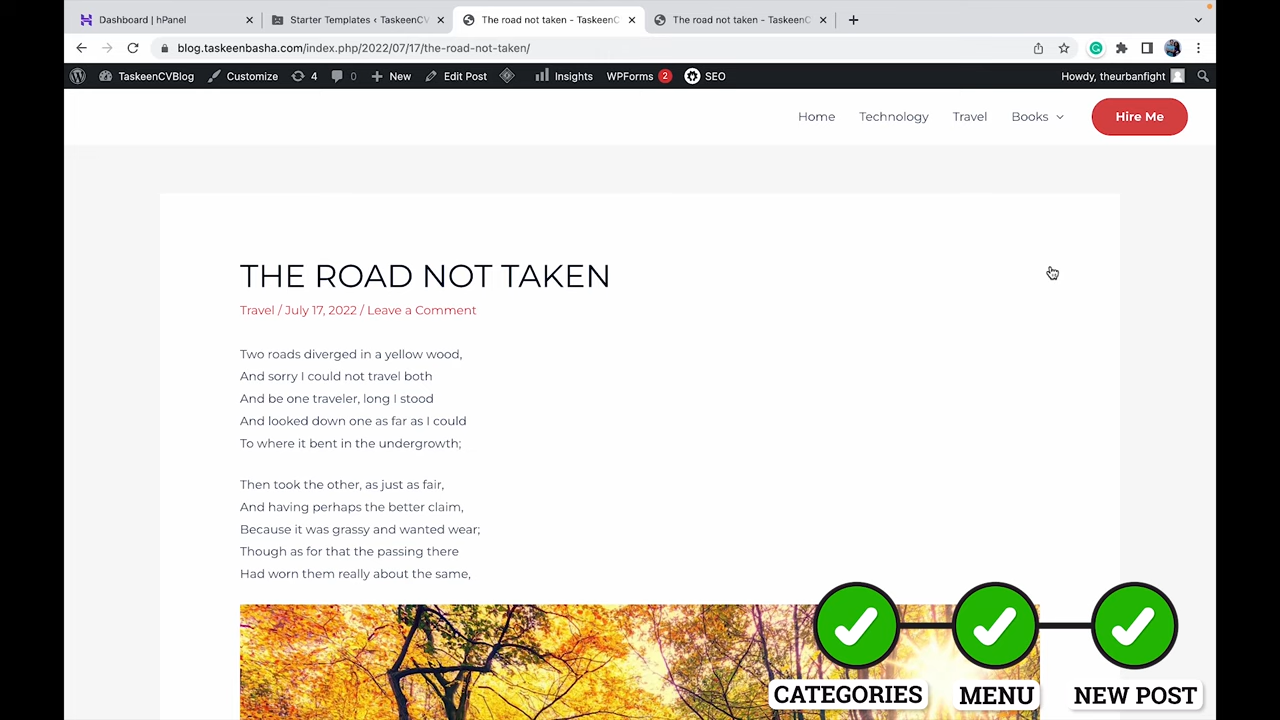 Dashboard | hPanel
Starter Templates ‹ TaskeenCV
The road not taken - TaskeenC
The road not taken - TaskeenC
blog.taskeenbasha.com/index.php/2022/07/17/the-road-not-taken/
TaskeenCVBlog Customize 4 0 New Edit Post Insights WPForms 2 SEO Howdy, theurbanfight
Home Technology Travel Books Hire Me
THE ROAD NOT TAKEN
Travel / July 17, 2022 / Leave a Comment
Two roads diverged in a yellow wood,
And sorry I could not travel both
And be one traveler, long I stood
And looked down one as far as I could
To where it bent in the undergrowth;
Then took the other, as just as fair,
And having perhaps the better claim,
Because it was grassy and wanted wear;
Though as for that the passing there
Had worn them really about the same,
CATEGORIES MENU NEW POST